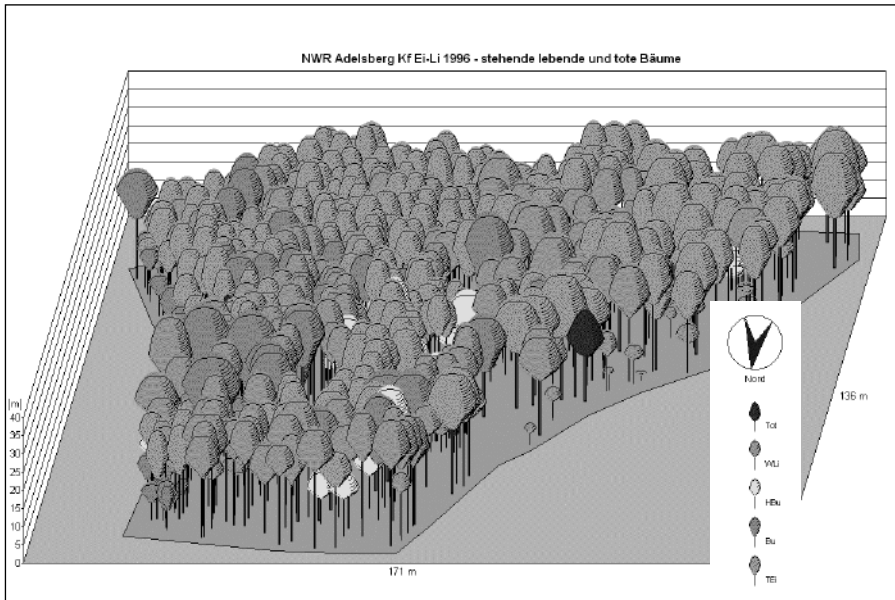 NWR Adelsberg Kf Ei-Li 1996 - stehende lebende und tote Bäume
[m]
40
35
30
25
20
15
10
5
0
171 m
136 m
Nord
Tot
WLi
HBu
Bu
TEi